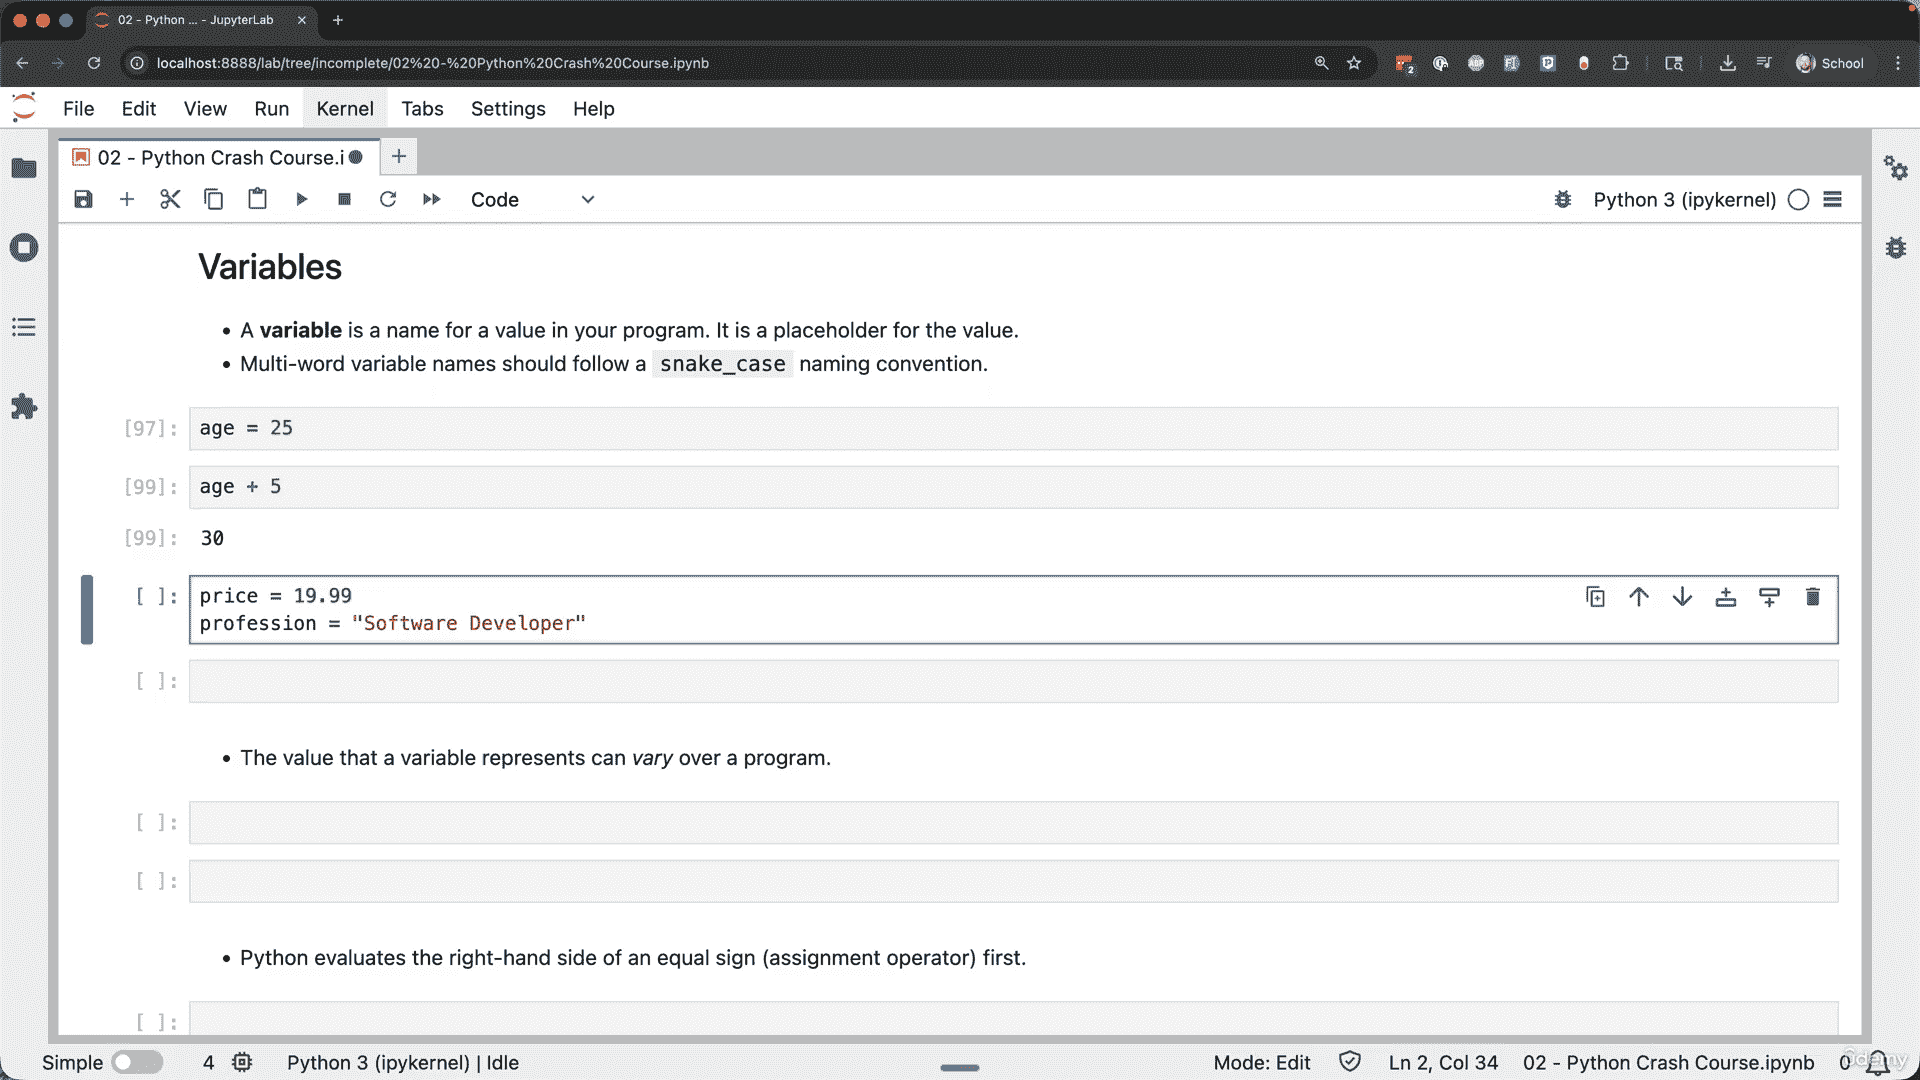 02 - Python ... - JupyterLab
localhost:8888/lab/tree/incomplete/02%20-%20Python%20Crash%20Course.ipynb
2
ABP
School
File Edit View Run Kernel Tabs Settings Help
02 - Python Crash Course.i
Code
Python 3 (ipykernel)
Variables
• A variable is a name for a value in your program. It is a placeholder for the value.
• Multi-word variable names should follow a snake_case naming convention.
[97]: age = 25
[99]: age + 5
[99]: 30
[ ]: price = 19.99
profession = "Software Developer"
[ ]:
• The value that a variable represents can vary over a program.
[ ]:
[ ]:
• Python evaluates the right-hand side of an equal sign (assignment operator) first.
[ ]:
Simple 4 Python 3 (ipykernel) | Idle Mode: Edit Ln 2, Col 34 02 - Python Crash Course.ipynb 0
udemy